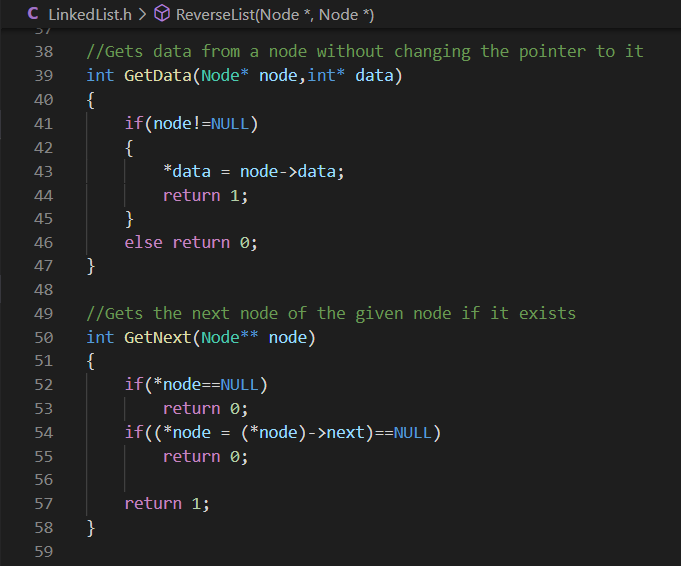 C LinkedList.h > ReverseList(Node *, Node *)
37
38 //Gets data from a node without changing the pointer to it
39 int GetData(Node* node,int* data)
40 {
41     if(node!=NULL)
42     {
43         *data = node->data;
44         return 1;
45     }
46     else return 0;
47 }
48
49 //Gets the next node of the given node if it exists
50 int GetNext(Node** node)
51 {
52     if(*node==NULL)
53         return 0;
54     if((*node = (*node)->next)==NULL)
55         return 0;
56
57     return 1;
58 }
59